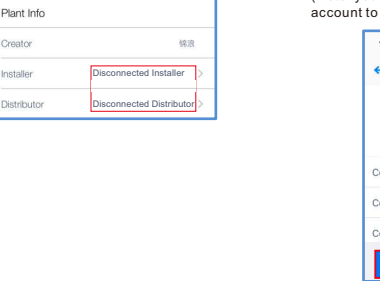 Plant Info
Creator 锦浪
Installer Disconnected Installer
Distributor Disconnected Distributor
account to